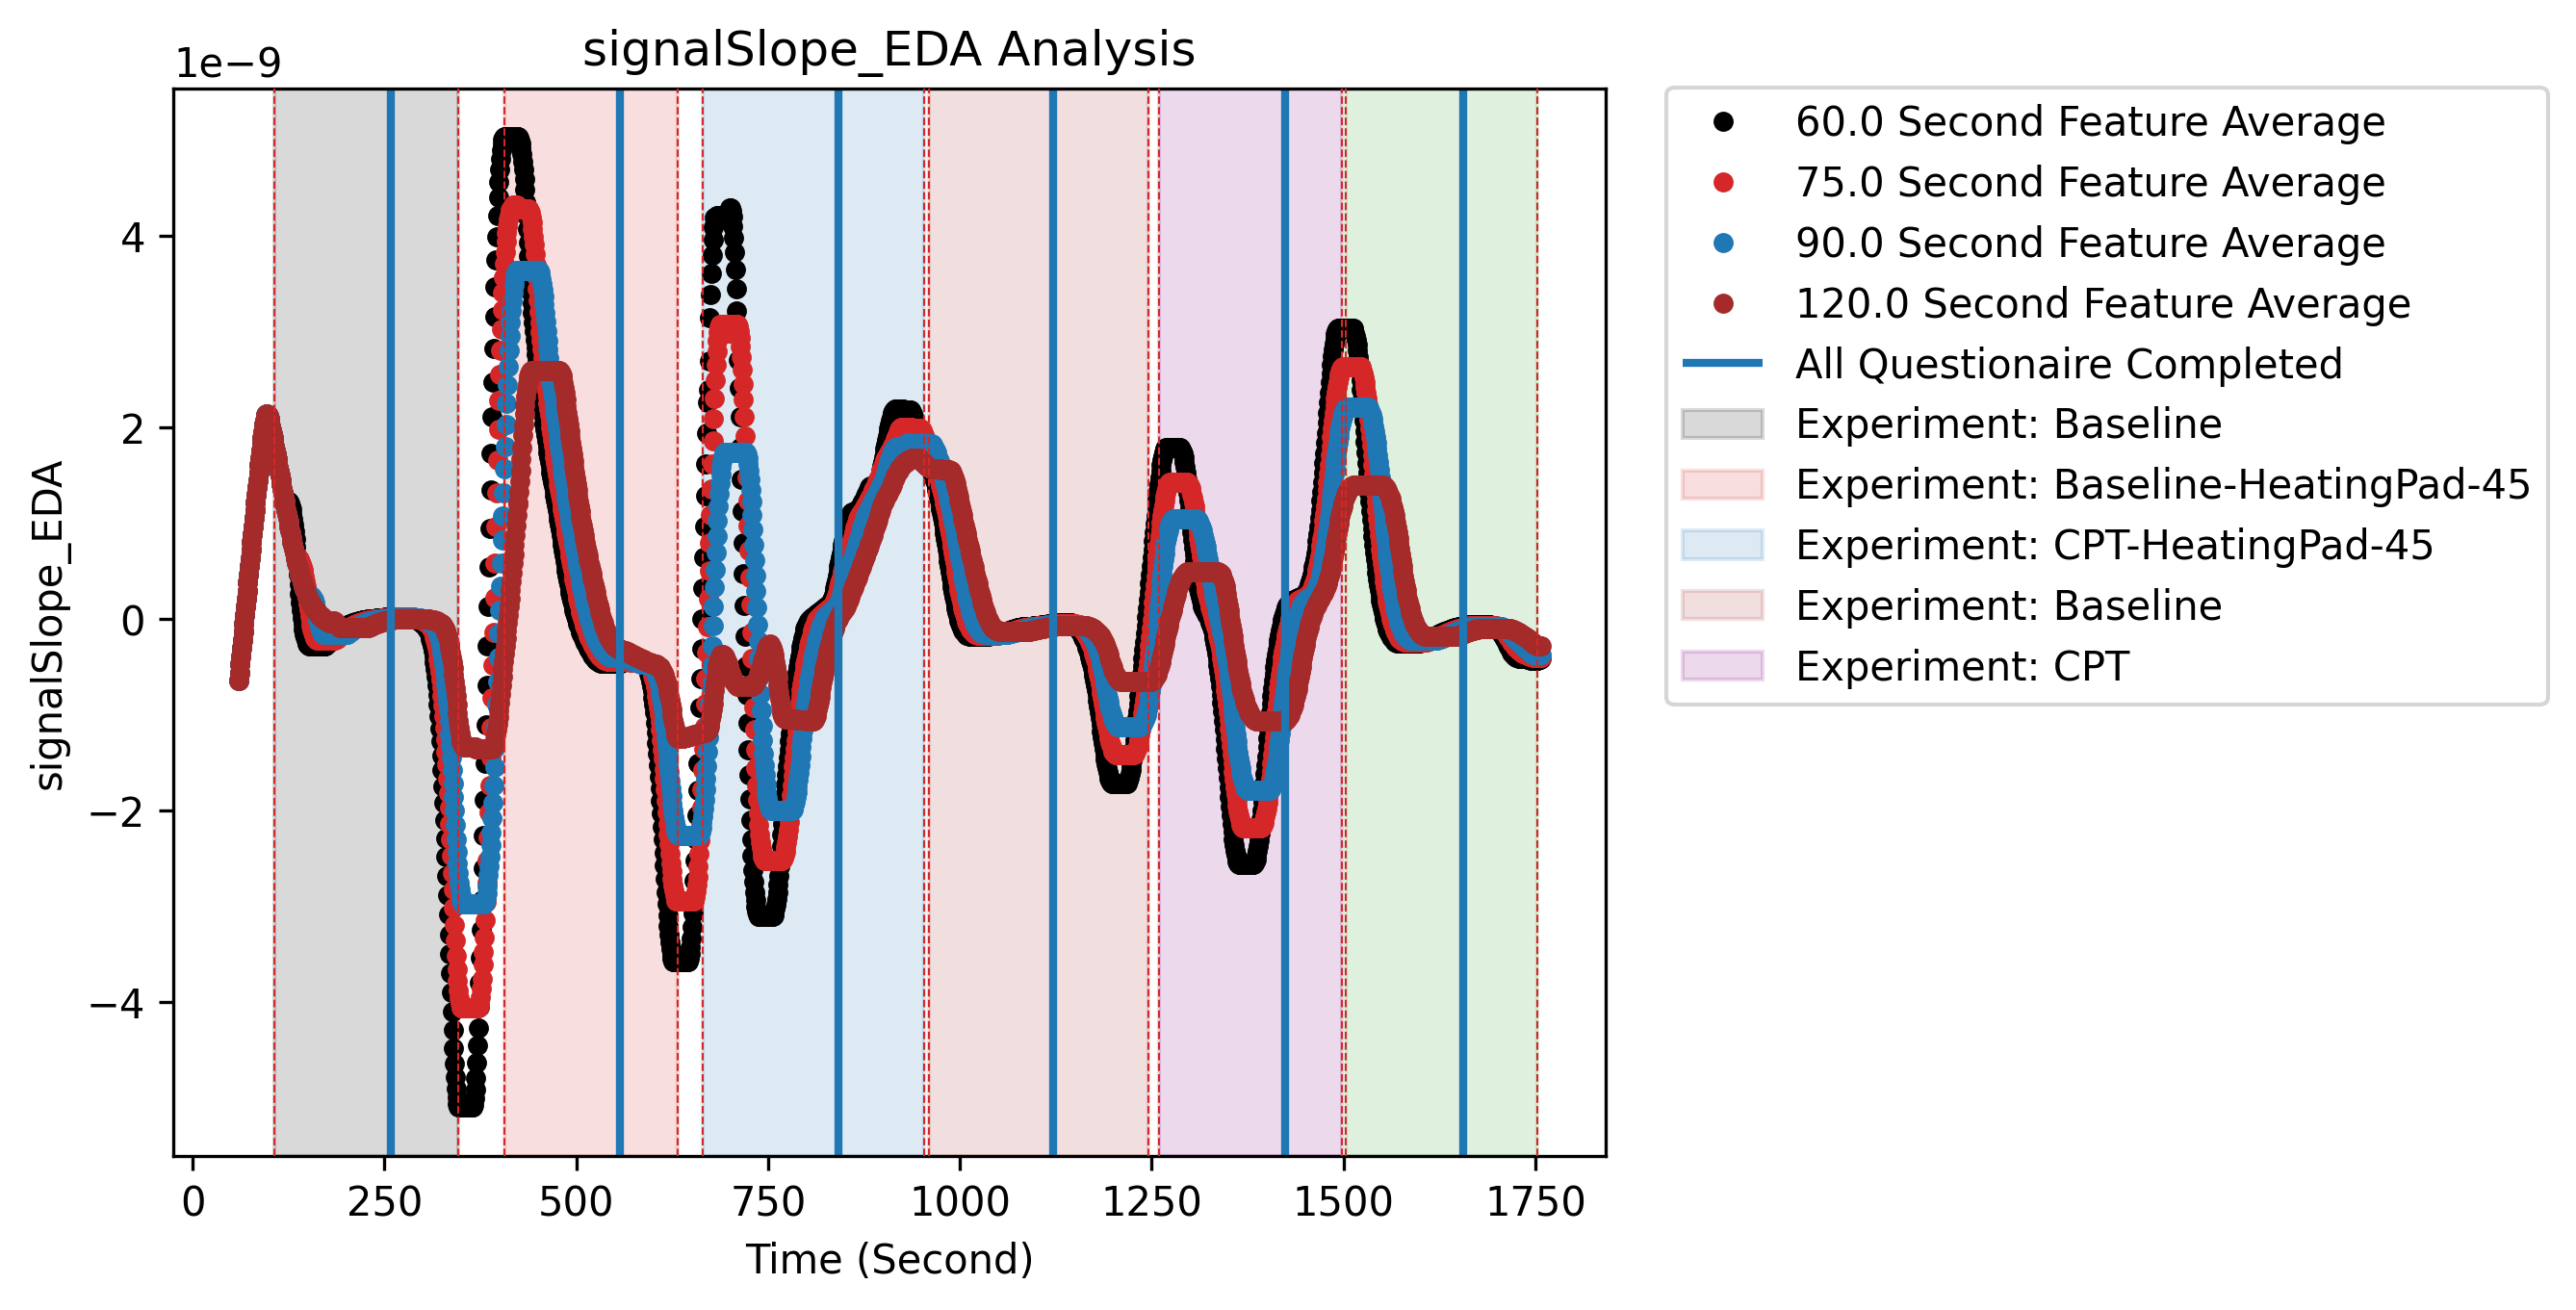 signalSlope_EDA Analysis
1e−9
signalSlope_EDA
4
2
0
−2
−4
0 250 500 750 1000 1250 1500 1750
Time (Second)
60.0 Second Feature Average
75.0 Second Feature Average
90.0 Second Feature Average
120.0 Second Feature Average
All Questionaire Completed
Experiment: Baseline
Experiment: Baseline-HeatingPad-45
Experiment: CPT-HeatingPad-45
Experiment: Baseline
Experiment: CPT